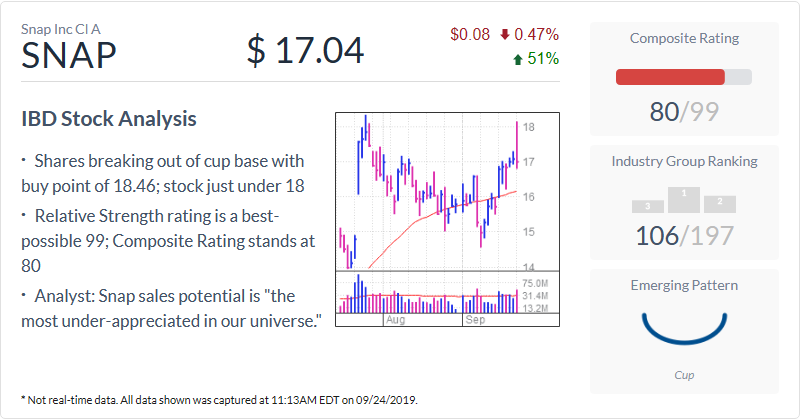 Snap Inc Cl A
SNAP
$ 17.04
$0.08 0.47%
51%
IBD Stock Analysis
· Shares breaking out of cup base with
buy point of 18.46; stock just under 18
· Relative Strength rating is a best-
possible 99; Composite Rating stands at
80
· Analyst: Snap sales potential is "the
most under-appreciated in our universe."
18
17
16
15
14
75.0M
31.4M
13.2M
Aug Sep
Composite Rating
80/99
Industry Group Ranking
3 1 2
106/197
Emerging Pattern
Cup
* Not real-time data. All data shown was captured at 11:13AM EDT on 09/24/2019.